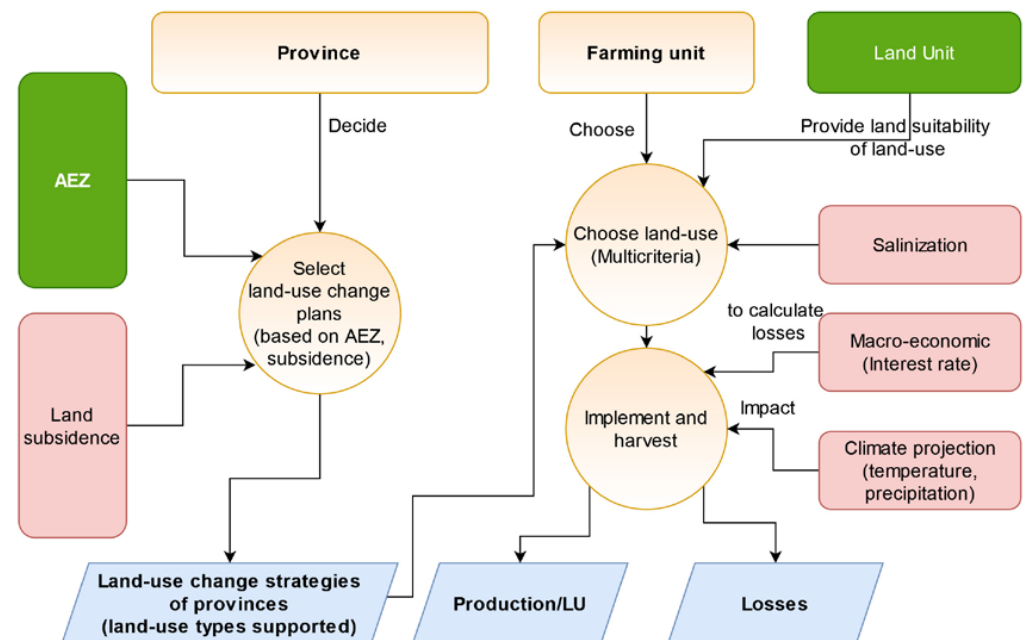 Province
Farming unit
Land Unit
AEZ
Decide
Choose
Provide land suitability
of land-use
Select
land-use change
plans
(based on AEZ,
subsidence)
Choose land-use
(Multicriteria)
Salinization
Land
subsidence
to calculate
losses
Macro-economic
(Interest rate)
Implement and
harvest
Impact
Climate projection
(temperature,
precipitation)
Land-use change strategies
of provinces
(land-use types supported)
Production/LU
Losses